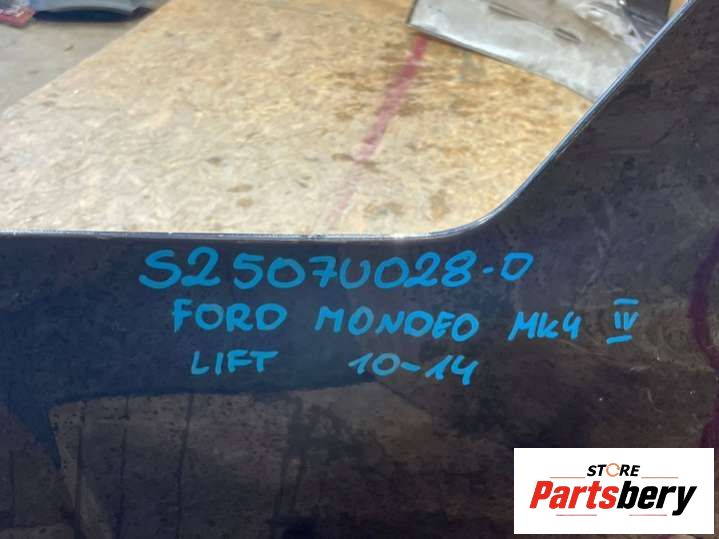 S2507U028-D
FORD MONDEO MK4 IV
LIFT 10-14
STORE
Partsbery